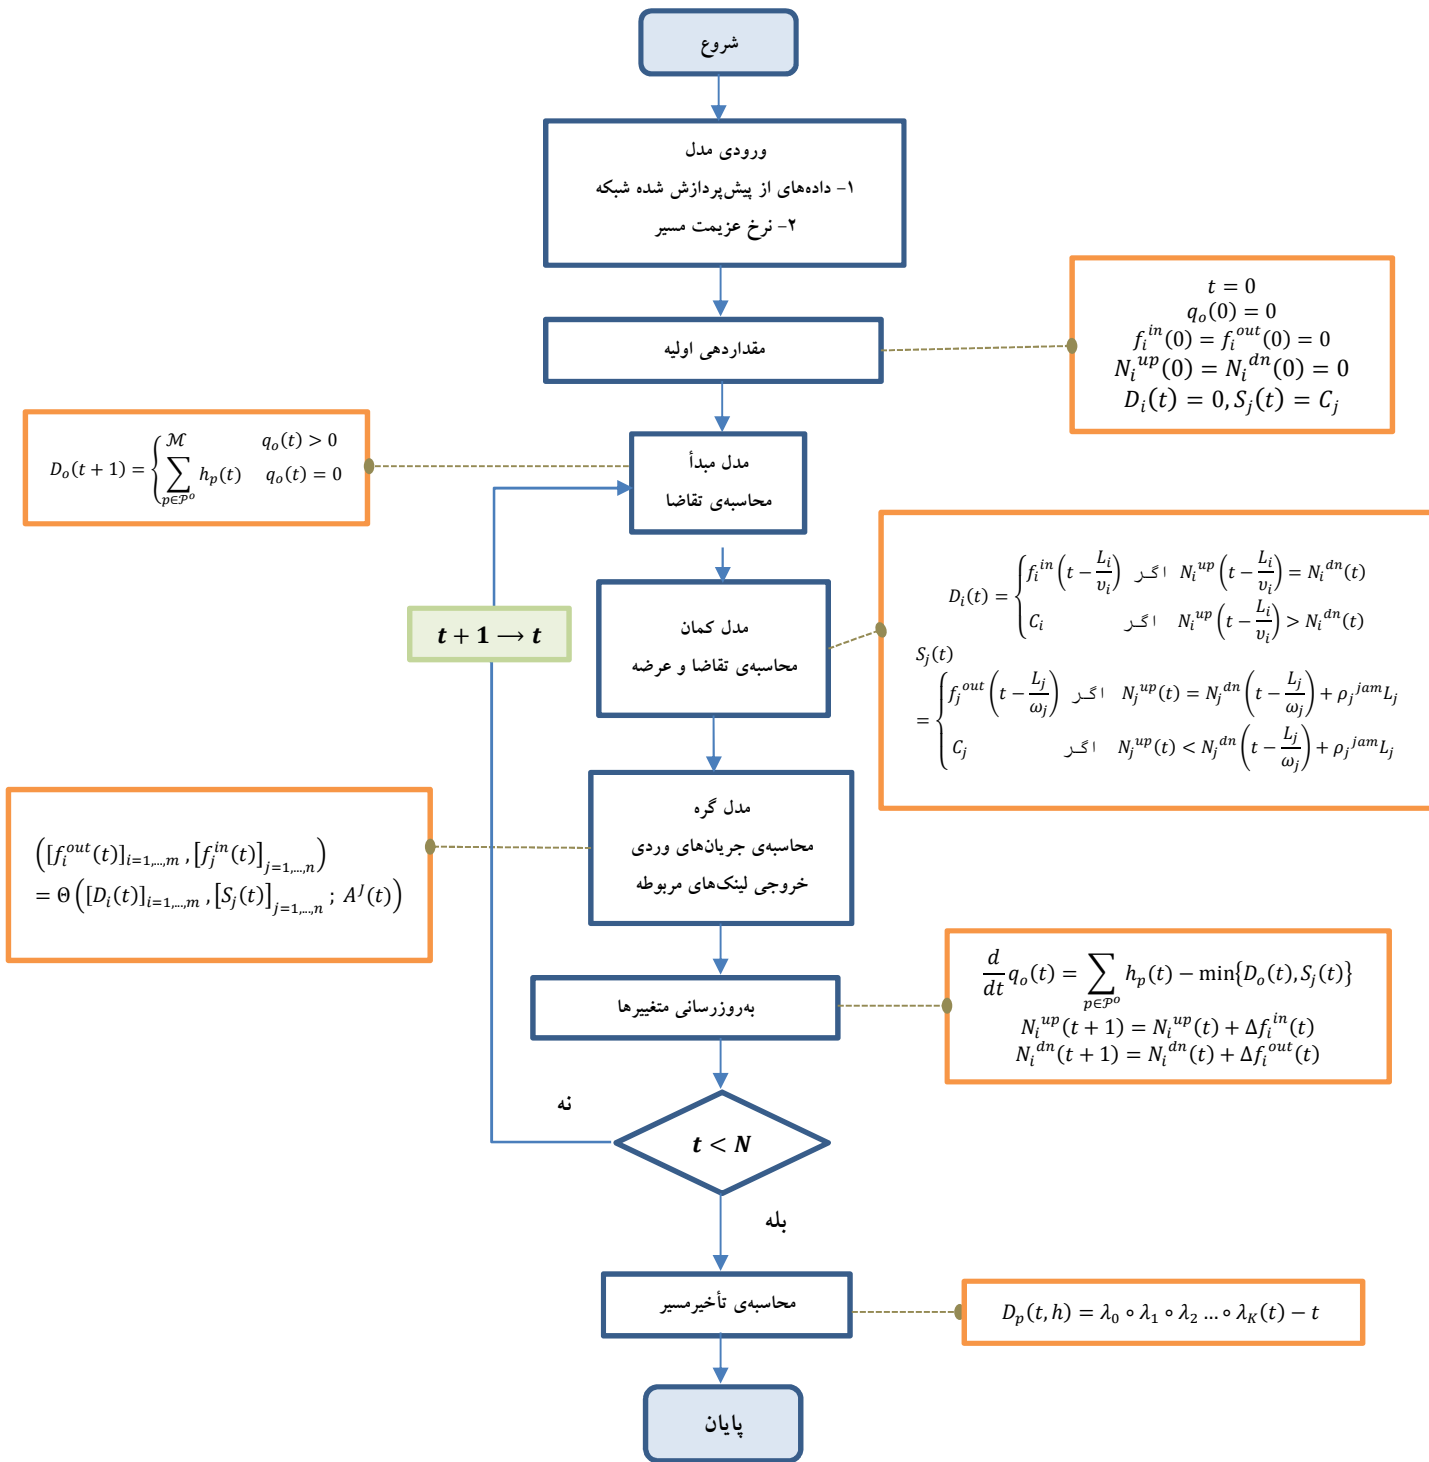 شروع
ورودی مدل
۱- داده‌های از پیش‌پردازش شده شبکه
۲- نرخ عزیمت مسیر
مقداردهی اولیه
t = 0
q_o(0) = 0
f_i^{in}(0) = f_i^{out}(0) = 0
N_i^{up}(0) = N_i^{dn}(0) = 0
D_i(t) = 0, S_j(t) = C_j
مدل مبدأ
محاسبه‌ی تقاضا
D_o(t + 1) = { ℳ q_o(t) > 0
∑_{p∈𝒫^o} h_p(t) q_o(t) = 0
مدل کمان
محاسبه‌ی تقاضا و عرضه
D_i(t) = { f_i^{in}(t − L_i/υ_i) اگر N_i^{up}(t − L_i/υ_i) = N_i^{dn}(t)
C_i اگر N_i^{up}(t − L_i/υ_i) > N_i^{dn}(t)
S_j(t)
= { f_j^{out}(t − L_j/ω_j) اگر N_j^{up}(t) = N_j^{dn}(t − L_j/ω_j) + ρ_j^{jam} L_j
C_j اگر N_j^{up}(t) < N_j^{dn}(t − L_j/ω_j) + ρ_j^{jam} L_j
t + 1 → t
مدل گره
محاسبه‌ی جریان‌های وردی
خروجی لینک‌های مربوطه
([f_i^{out}(t)]_{i=1,…,m} , [f_j^{in}(t)]_{j=1,…,n})
= Θ([D_i(t)]_{i=1,…,m} , [S_j(t)]_{j=1,…,n} ; A^J(t))
به‌روزرسانی متغییرها
d/dt q_o(t) = ∑_{p∈𝒫^o} h_p(t) − min{D_o(t), S_j(t)}
N_i^{up}(t + 1) = N_i^{up}(t) + Δf_i^{in}(t)
N_i^{dn}(t + 1) = N_i^{dn}(t) + Δf_i^{out}(t)
نه
t < N
بله
محاسبه‌ی تأخیرمسیر
D_p(t, h) = λ_0 ∘ λ_1 ∘ λ_2 … ∘ λ_K(t) − t
پایان